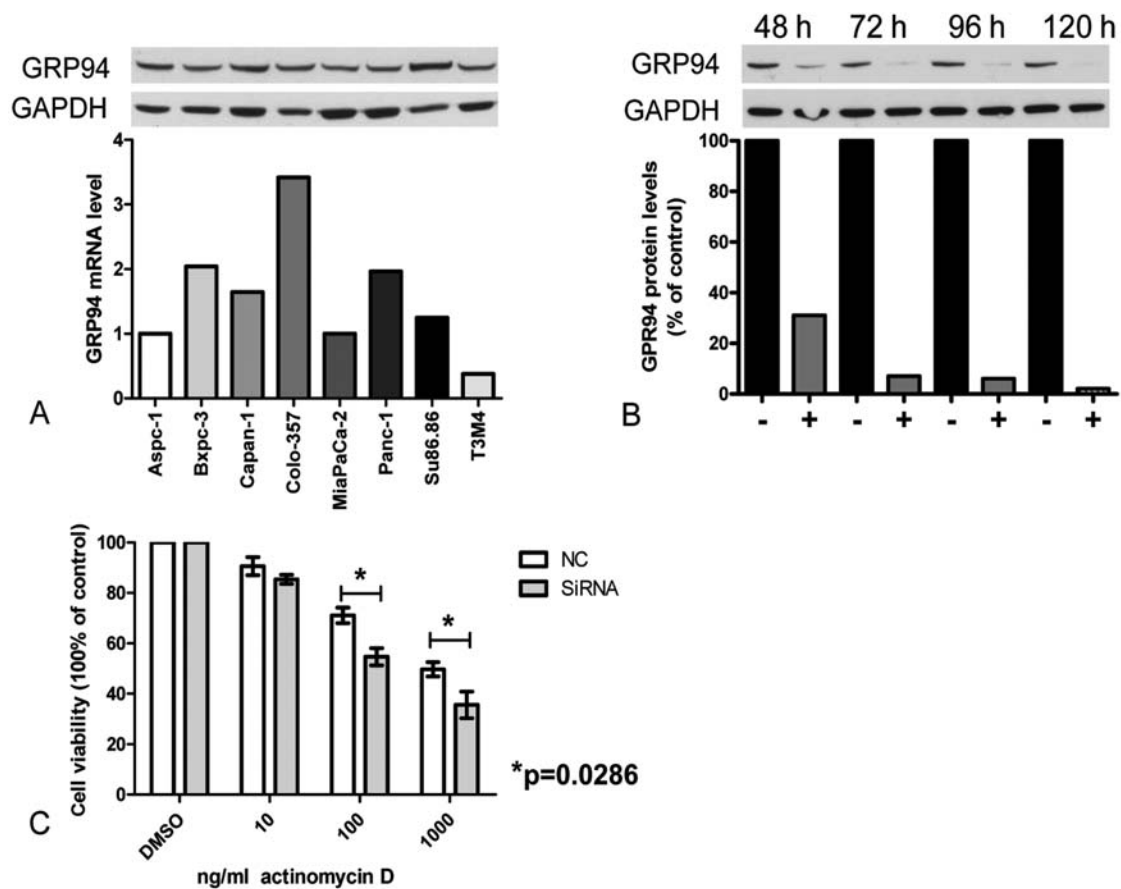 GRP94
GAPDH
GRP94 mRNA level
4
3
2
1
0
Aspc-1
Bxpc-3
Capan-1
Colo-357
MiaPaCa-2
Panc-1
Su86.86
T3M4
A
48 h 72 h 96 h 120 h
GRP94
GAPDH
GPR94 protein levels
(% of control)
100
80
60
40
20
0
- + - + - + - +
B
Cell viability (100% of control)
100
80
60
40
20
0
DMSO
10
100
1000
ng/ml actinomycin D
* *
NC
SiRNA
*p=0.0286
C